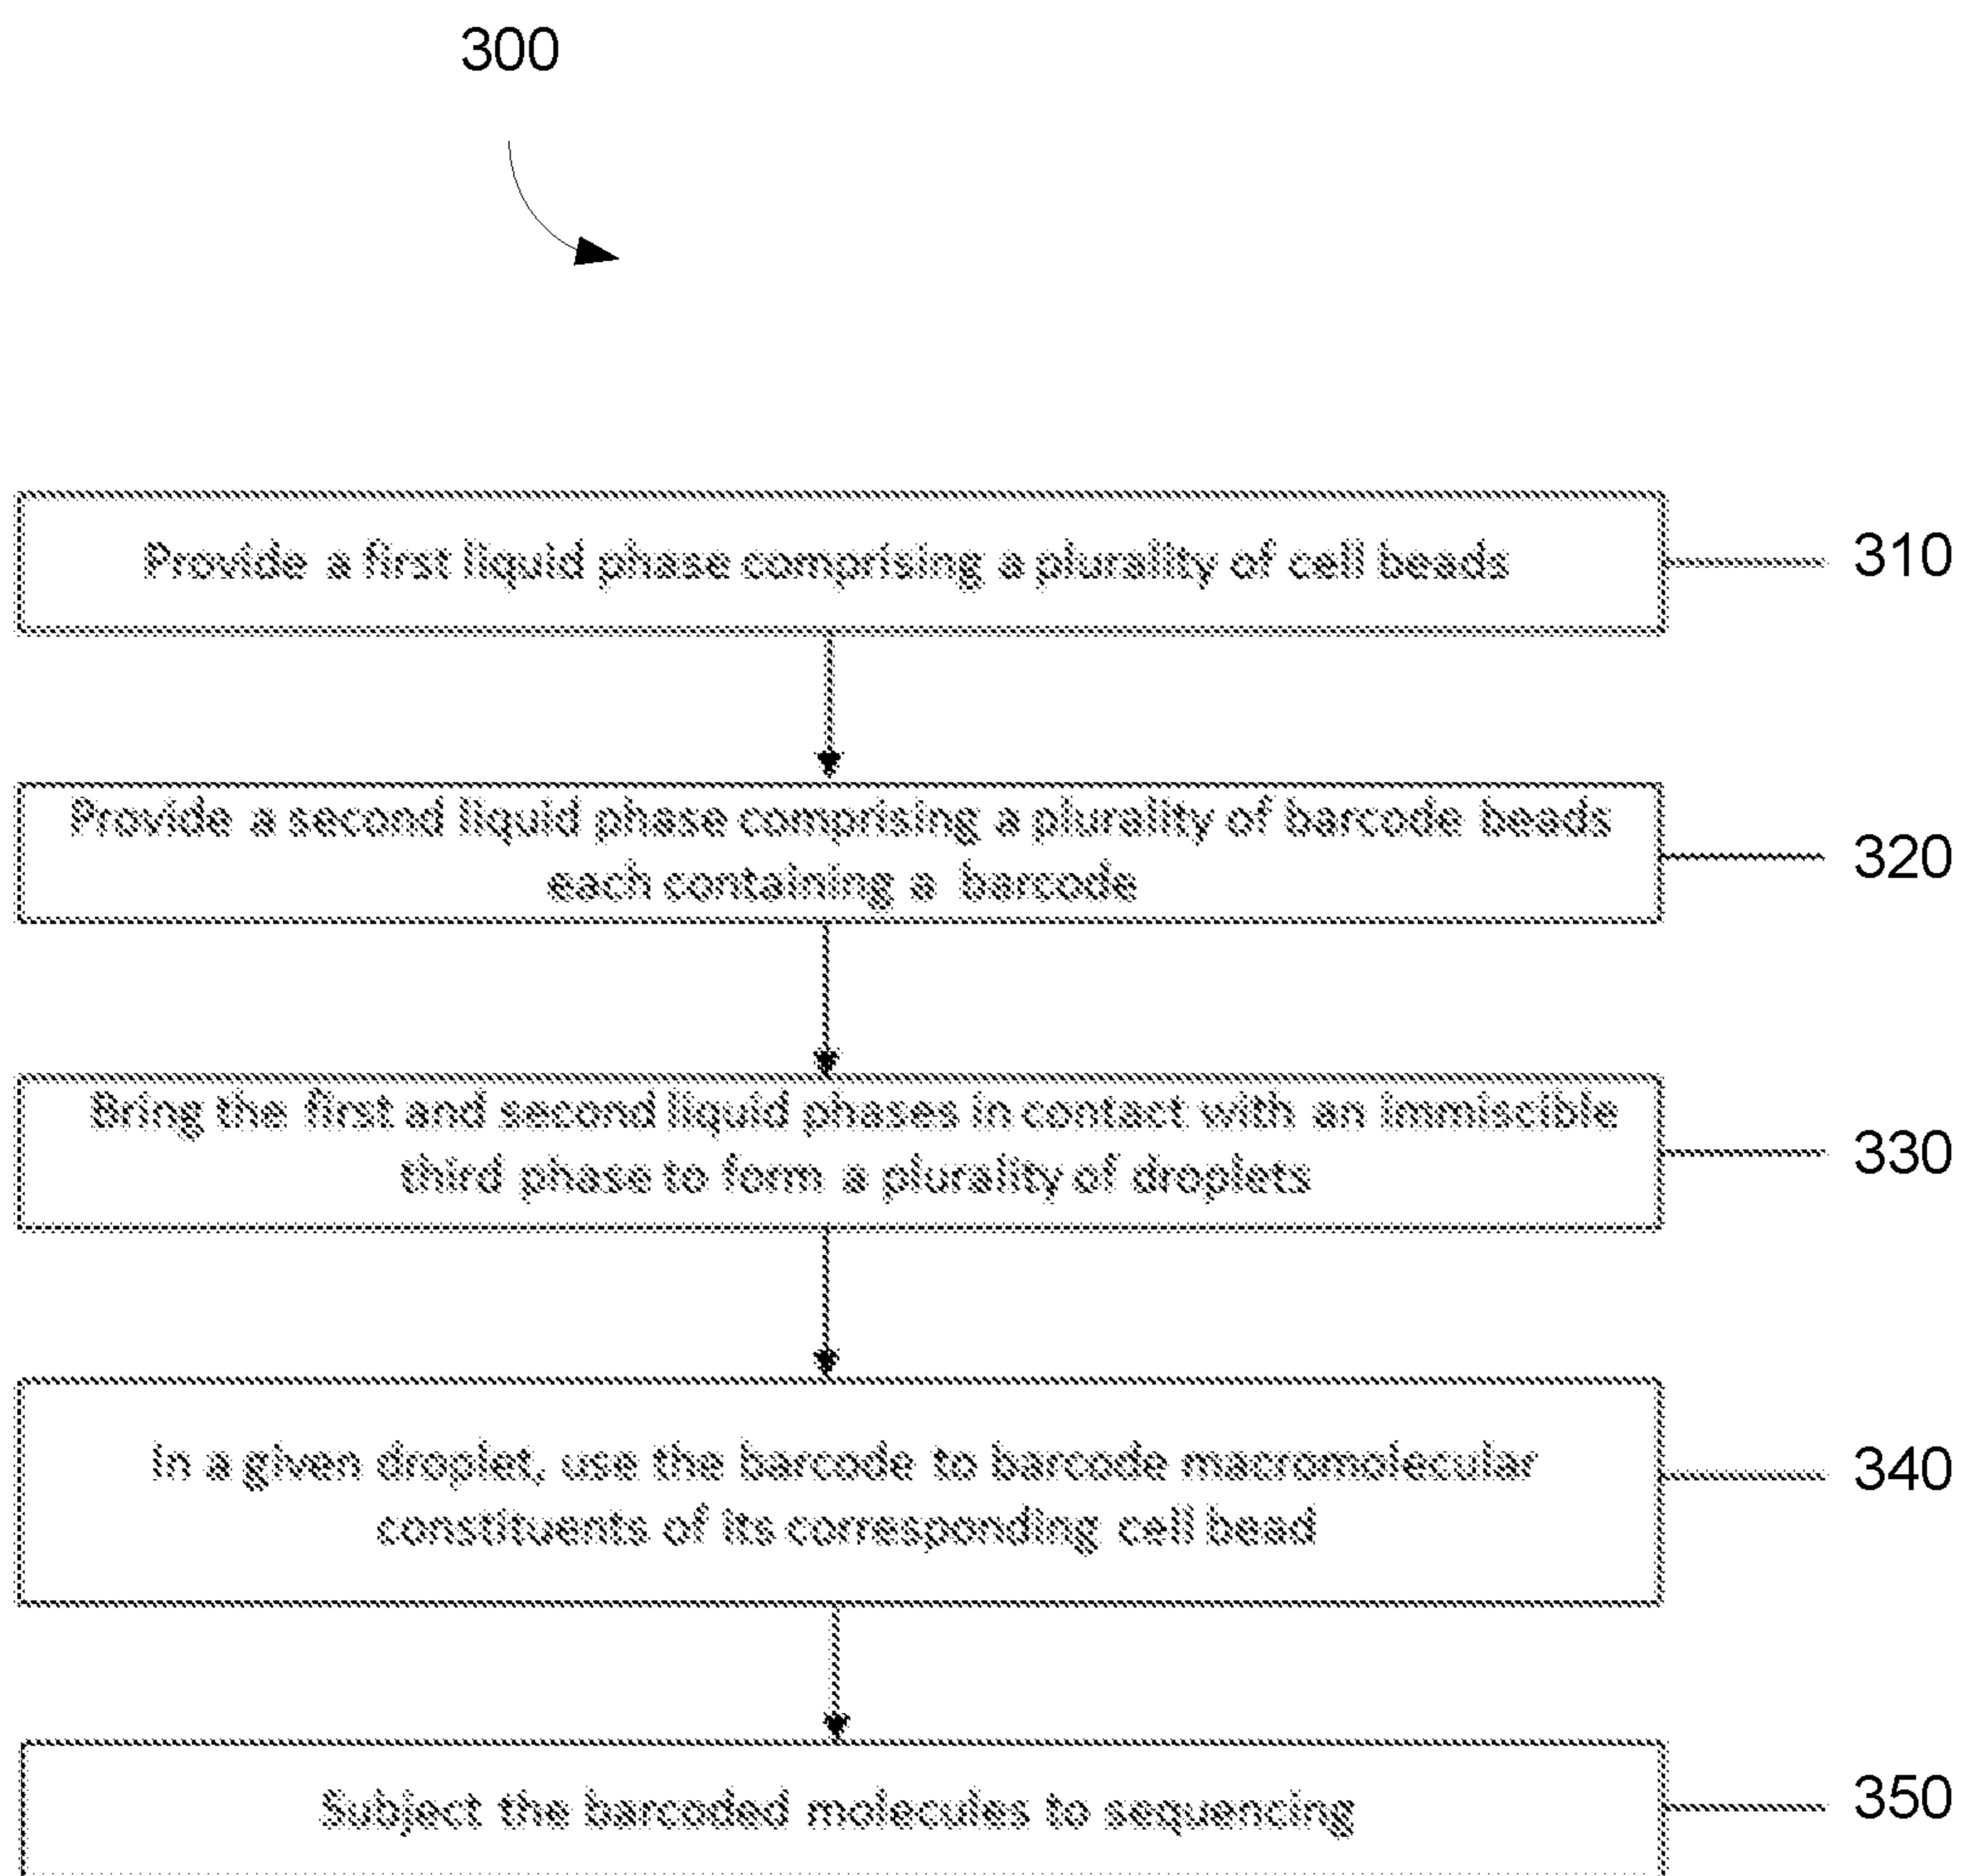 300
Provide a first liquid phase comprising a plurality of cell beads
310
Provide a second liquid phase comprising a plurality of barcode beads
each containing a barcode
320
Bring the first and second liquid phases in contact with an immiscible
third phase to form a plurality of droplets
330
In a given droplet, use the barcode to barcode macromolecular
constituents of its corresponding cell bead
340
Subject the barcoded molecules to sequencing
350